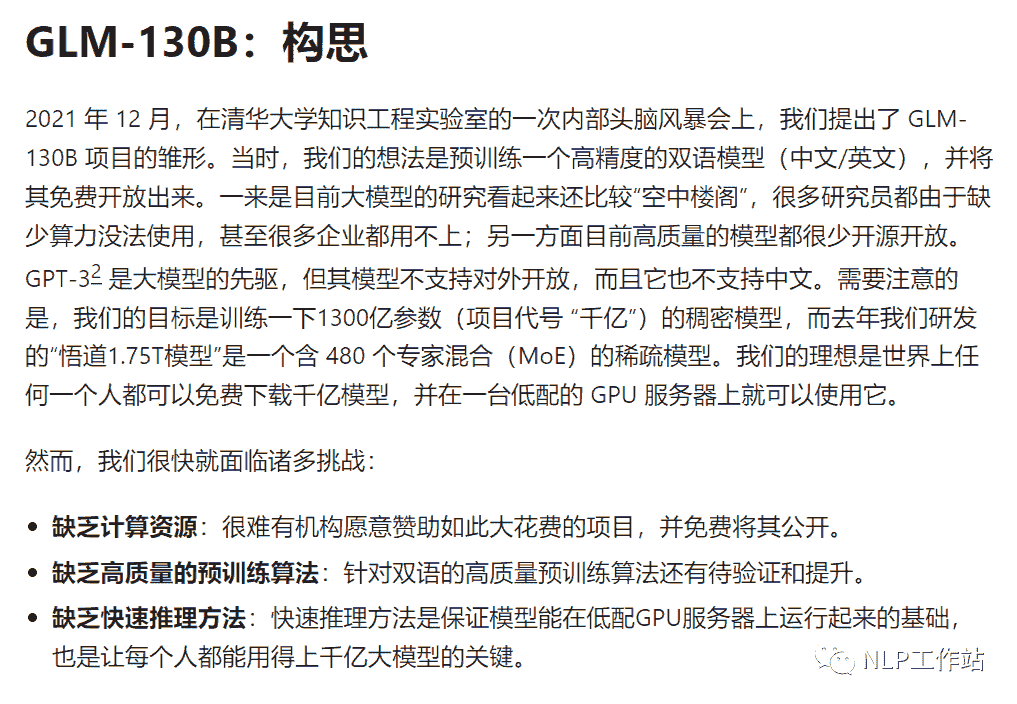 GLM-130B：构思
2021 年 12 月，在清华大学知识工程实验室的一次内部头脑风暴会上，我们提出了 GLM-
130B 项目的雏形。当时，我们的想法是预训练一个高精度的双语模型（中文/英文），并将
其免费开放出来。一来是目前大模型的研究看起来还比较“空中楼阁”，很多研究员都由于缺
少算力没法使用，甚至很多企业都用不上；另一方面目前高质量的模型都很少开源开放。
GPT-3² 是大模型的先驱，但其模型不支持对外开放，而且它也不支持中文。需要注意的
是，我们的目标是训练一下1300亿参数（项目代号 “千亿”）的稠密模型，而去年我们研发
的“悟道1.75T模型”是一个含 480 个专家混合（MoE）的稀疏模型。我们的理想是世界上任
何一个人都可以免费下载千亿模型，并在一台低配的 GPU 服务器上就可以使用它。
然而，我们很快就面临诸多挑战：
• 缺乏计算资源：很难有机构愿意赞助如此大花费的项目，并免费将其公开。
• 缺乏高质量的预训练算法：针对双语的高质量预训练算法还有待验证和提升。
• 缺乏快速推理方法：快速推理方法是保证模型能在低配GPU服务器上运行起来的基础，
也是让每个人都能用得上千亿大模型的关键。
NLP工作站